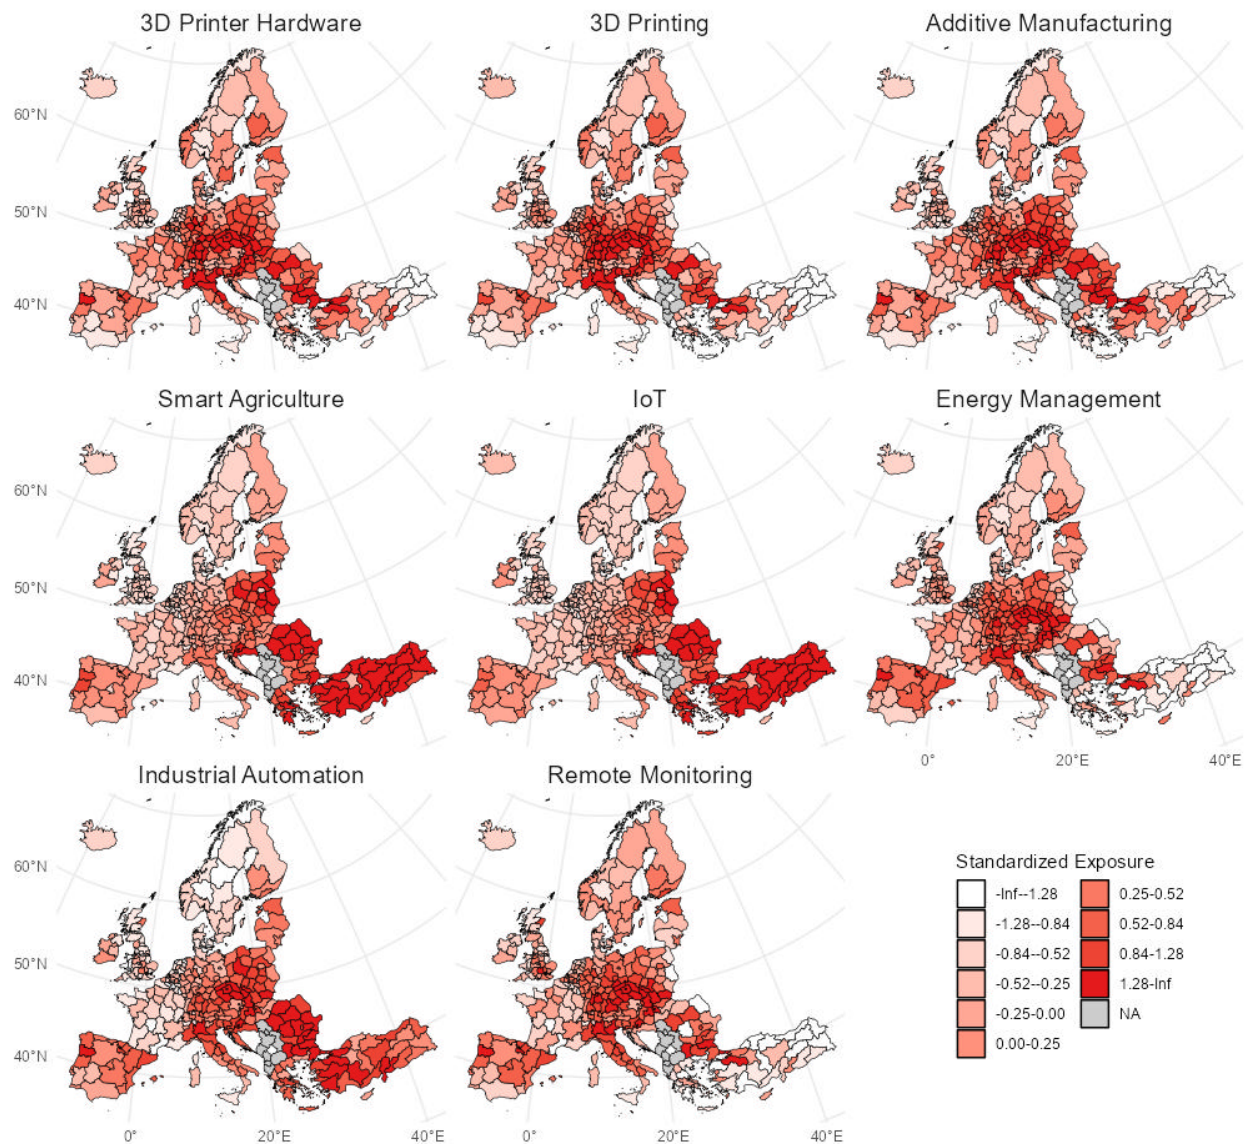 3D Printer Hardware
3D Printing
Additive Manufacturing
60°N
50°N
40°N
Smart Agriculture
IoT
Energy Management
60°N
50°N
40°N
0°
20°E
40°E
Industrial Automation
Remote Monitoring
60°N
50°N
40°N
0°
20°E
40°E
0°
20°E
40°E
Standardized Exposure
-Inf--1.28
-1.28--0.84
-0.84--0.52
-0.52--0.25
-0.25-0.00
0.00-0.25
0.25-0.52
0.52-0.84
0.84-1.28
1.28-Inf
NA